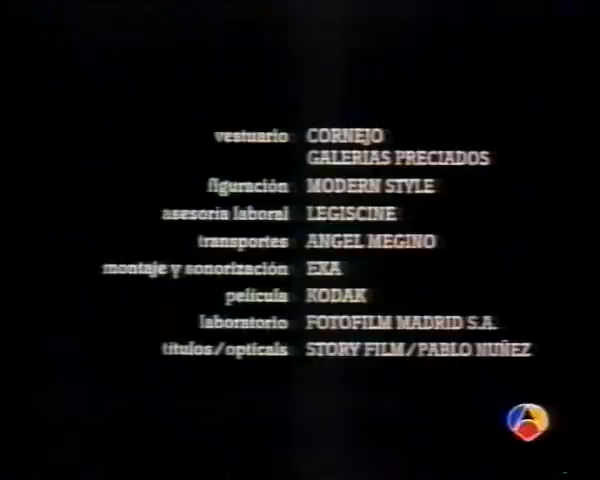 vestuario CORNEJO
GALERIAS PRECIADOS
figuración MODERN STYLE
asesoria laboral LEGISCINE
transportes ANGEL MEGINO
montaje y sonorización EXA
película KODAK
laboratorio FOTOFILM MADRID S.A.
títulos/opticals STORY FILM/PABLO NUÑEZ